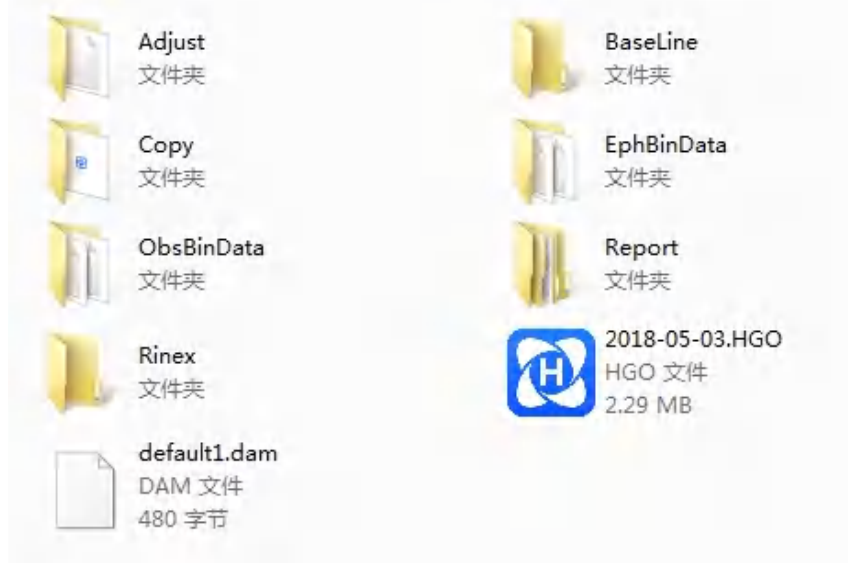 Adjust
文件夹
BaseLine
文件夹
Copy
文件夹
EphBinData
文件夹
ObsBinData
文件夹
Report
文件夹
Rinex
文件夹
H
2018-05-03.HGO
HGO 文件
2.29 MB
default1.dam
DAM 文件
480 字节